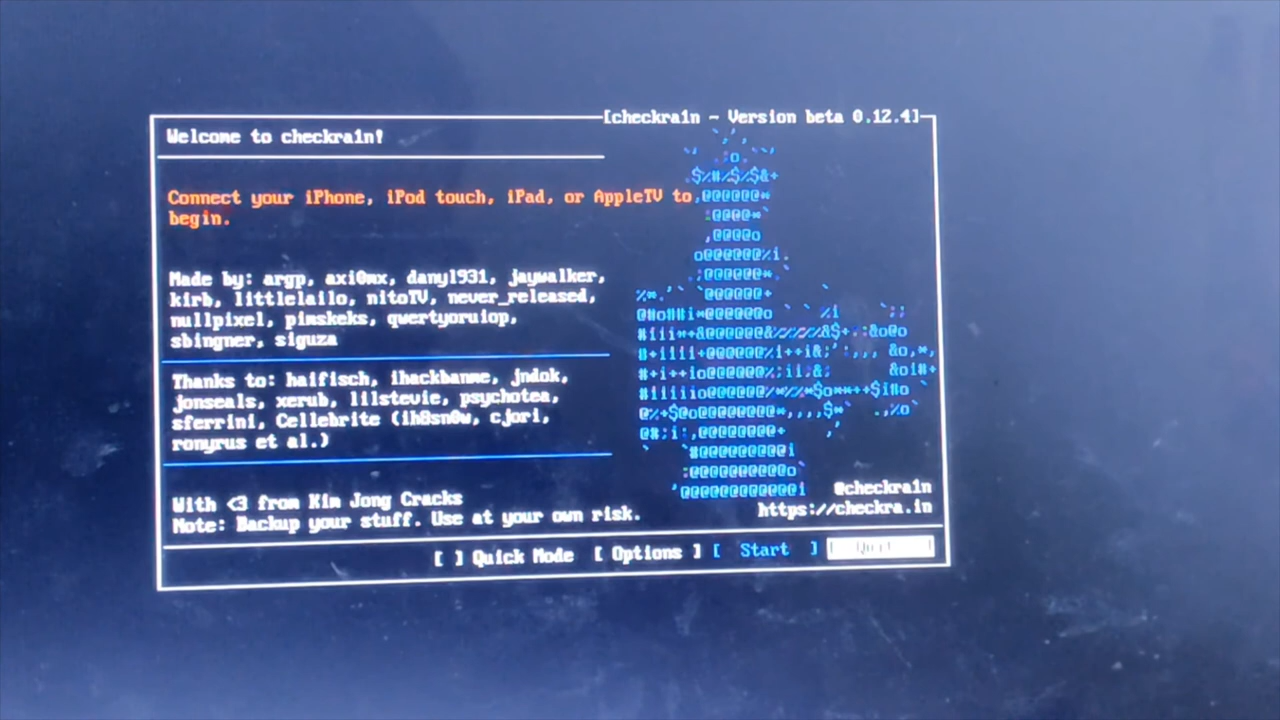 [checkra1n ~ Version beta 0.12.4]
Welcome to checkra1n!
Connect your iPhone, iPod touch, iPad, or AppleTV to
begin.
Made by: argp, axi0mx, danyl931, jaywalker,
kirb, littlelailo, nitoTV, never_released,
nullpixel, pimskeks, qwertyoruiop,
sbingner, siguza
Thanks to: haifisch, ihackbanme, jndok,
jonseals, xerub, lilstevie, psychotea,
sferrini, Cellebrite (ih8sn0w, cjori,
ronyrus et al.)
With <3 from Kim Jong Cracks
Note: Backup your stuff. Use at your own risk.
@checkra1n
https://checkra.in
[ ] Quick Mode [ Options ] [ Start ] [ Quit ]